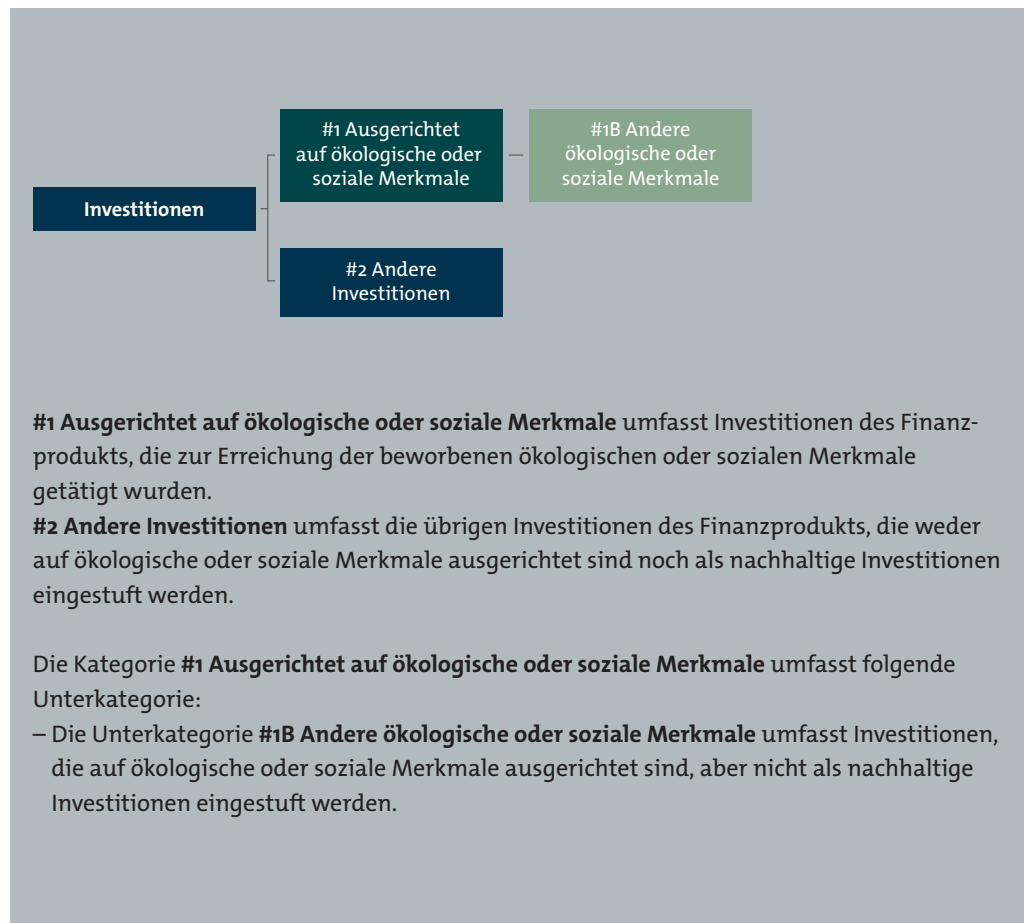 #1 Ausgerichtet
auf ökologische oder
soziale Merkmale
#1B Andere
ökologische oder
soziale Merkmale
Investitionen
#2 Andere
Investitionen
#1 Ausgerichtet auf ökologische oder soziale Merkmale umfasst Investitionen des Finanz-
produkts, die zur Erreichung der beworbenen ökologischen oder sozialen Merkmale
getätigt wurden.
#2 Andere Investitionen umfasst die übrigen Investitionen des Finanzprodukts, die weder
auf ökologische oder soziale Merkmale ausgerichtet sind noch als nachhaltige Investitionen
eingestuft werden.
Die Kategorie #1 Ausgerichtet auf ökologische oder soziale Merkmale umfasst folgende
Unterkategorie:
– Die Unterkategorie #1B Andere ökologische oder soziale Merkmale umfasst Investitionen,
die auf ökologische oder soziale Merkmale ausgerichtet sind, aber nicht als nachhaltige
Investitionen eingestuft werden.